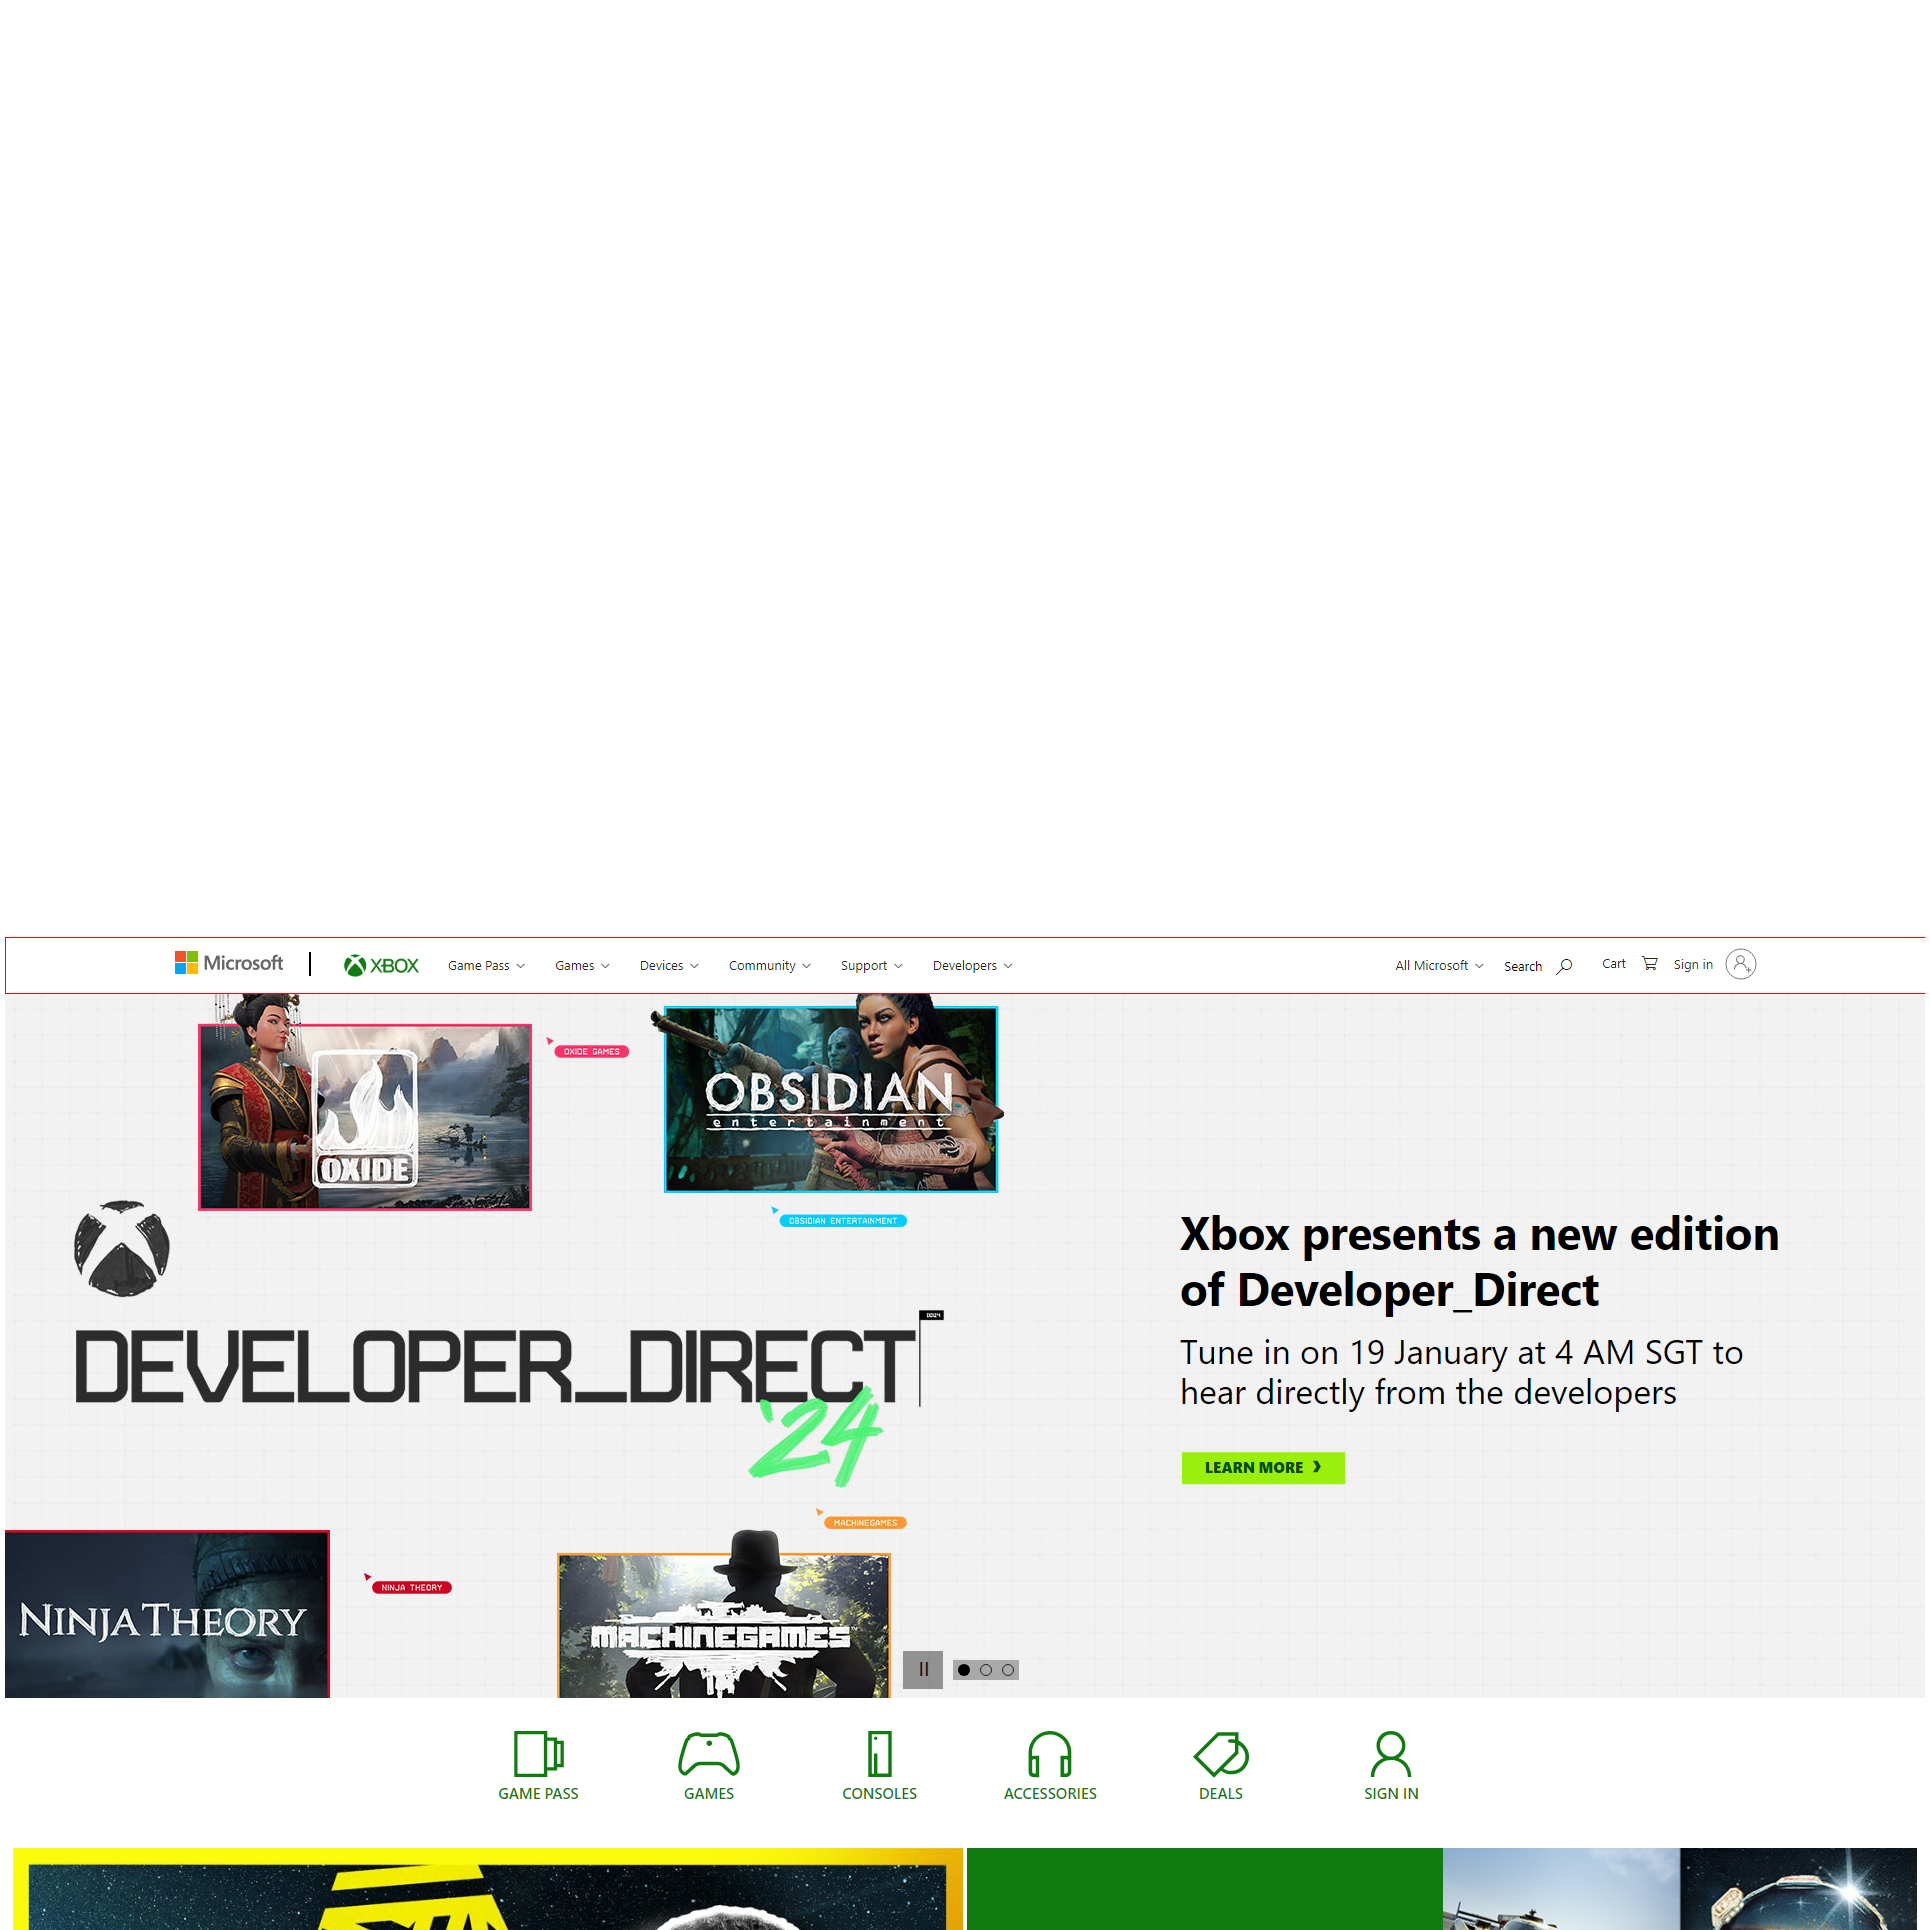 Microsoft
XBOX
Game Pass
Games
Devices
Community
Support
Developers
All Microsoft
Search
Cart
Sign in
OXIDE GAMES
OXIDE
OBSIDIAN
entertainment
OBSIDIAN ENTERTAINMENT
DD24
DEVELOPER_DIRECT
'24
Xbox presents a new edition
of Developer_Direct
Tune in on 19 January at 4 AM SGT to
hear directly from the developers
LEARN MORE
MACHINEGAMES
NINJA THEORY
NINJA THEORY
MACHINEGAMES
GAME PASS
GAMES
CONSOLES
ACCESSORIES
DEALS
SIGN IN